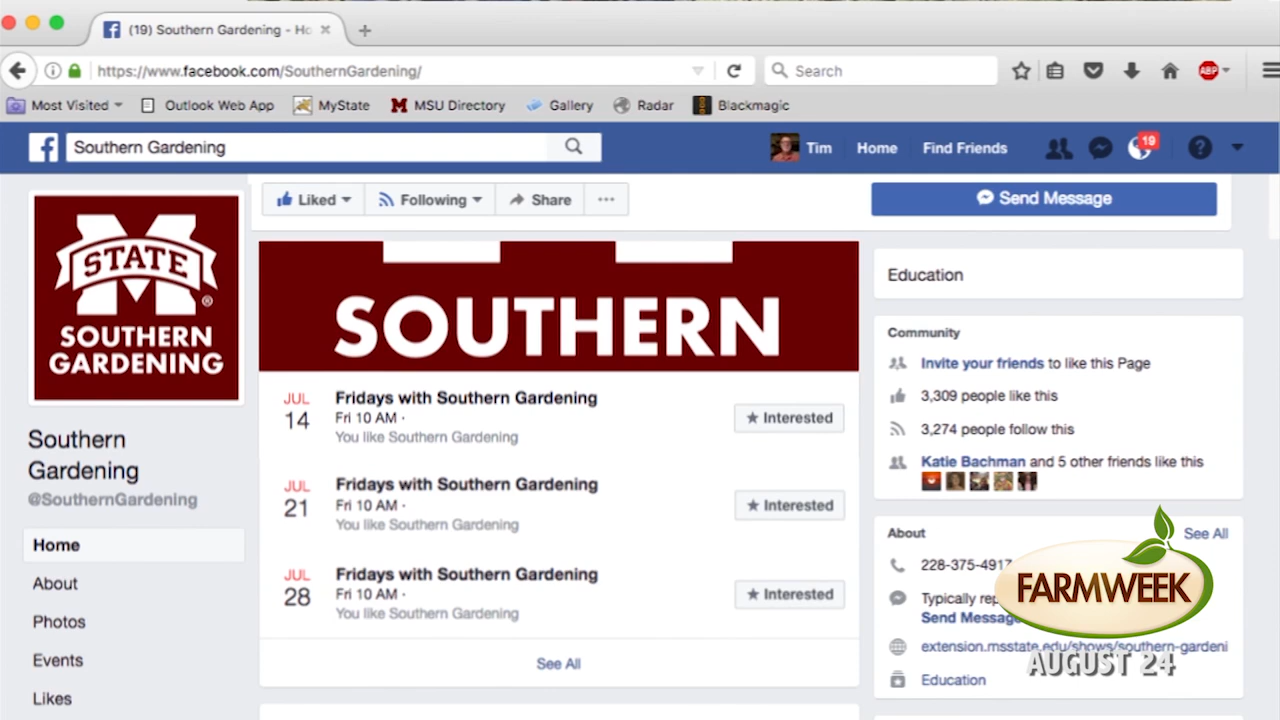 (19) Southern Gardening - Ho
https://www.facebook.com/SouthernGardening/
Search
ABP
Most Visited
Outlook Web App
MyState
MSU Directory
Gallery
Radar
Blackmagic
Southern Gardening
Tim
Home
Find Friends
19
STATE
®
SOUTHERN
GARDENING
Liked
Following
Share
Send Message
SOUTHERN
Southern
Gardening
@SouthernGardening
Home
About
Photos
Events
Likes
JUL
14
Fridays with Southern Gardening
Fri 10 AM ·
You like Southern Gardening
Interested
JUL
21
Fridays with Southern Gardening
Fri 10 AM ·
You like Southern Gardening
Interested
JUL
28
Fridays with Southern Gardening
Fri 10 AM ·
You like Southern Gardening
Interested
See All
Education
Community
Invite your friends to like this Page
3,309 people like this
3,274 people follow this
Katie Bachman and 5 other friends like this
About
See All
228-375-4917
Typically rep
Send Message
extension.msstate.edu/shows/southern-gardeni
Education
FARMWEEK
AUGUST 24